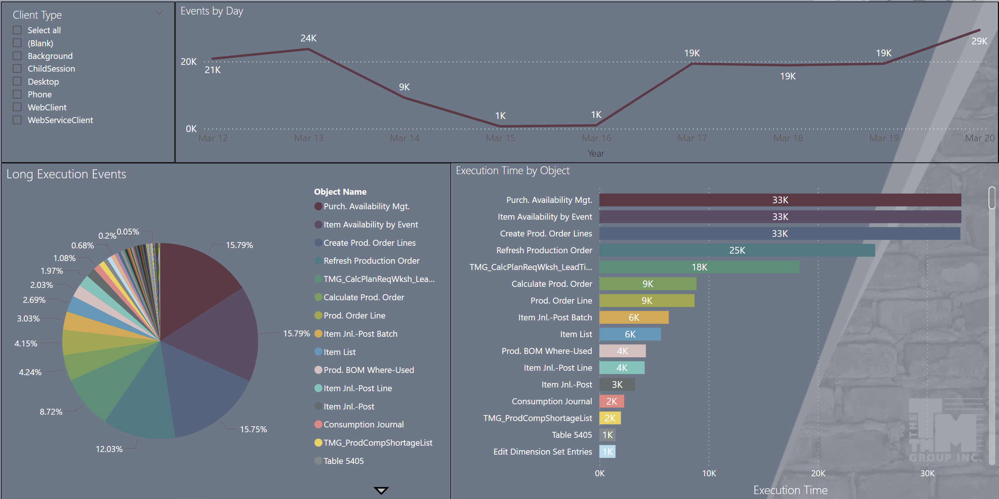 Client Type
Select all
(Blank)
Background
ChildSession
Desktop
Phone
WebClient
WebServiceClient
Events by Day
20K
0K
21K
24K
9K
1K
1K
19K
19K
19K
29K
Mar 12
Mar 13
Mar 14
Mar 15
Mar 16
Mar 17
Mar 18
Mar 19
Mar 20
Year
Long Execution Events
15.79%
15.79%
15.75%
12.03%
8.72%
4.24%
4.15%
3.03%
2.69%
2.03%
1.97%
1.08%
0.68%
0.2%
0.05%
Object Name
Purch. Availability Mgt.
Item Availability by Event
Create Prod. Order Lines
Refresh Production Order
TMG_CalcPlanReqWksh_Lea...
Calculate Prod. Order
Prod. Order Line
Item Jnl.-Post Batch
Item List
Prod. BOM Where-Used
Item Jnl.-Post Line
Item Jnl.-Post
Consumption Journal
TMG_ProdCompShortageList
Table 5405
Execution Time by Object
Purch. Availability Mgt. 33K
Item Availability by Event 33K
Create Prod. Order Lines 33K
Refresh Production Order 25K
TMG_CalcPlanReqWksh_LeadTi... 18K
Calculate Prod. Order 9K
Prod. Order Line 9K
Item Jnl.-Post Batch 6K
Item List 6K
Prod. BOM Where-Used 4K
Item Jnl.-Post Line 4K
Item Jnl.-Post 3K
Consumption Journal 2K
TMG_ProdCompShortageList 2K
Table 5405 1K
Edit Dimension Set Entries 1K
0K 10K 20K 30K
Execution Time
THE
TM
GROUP INC.